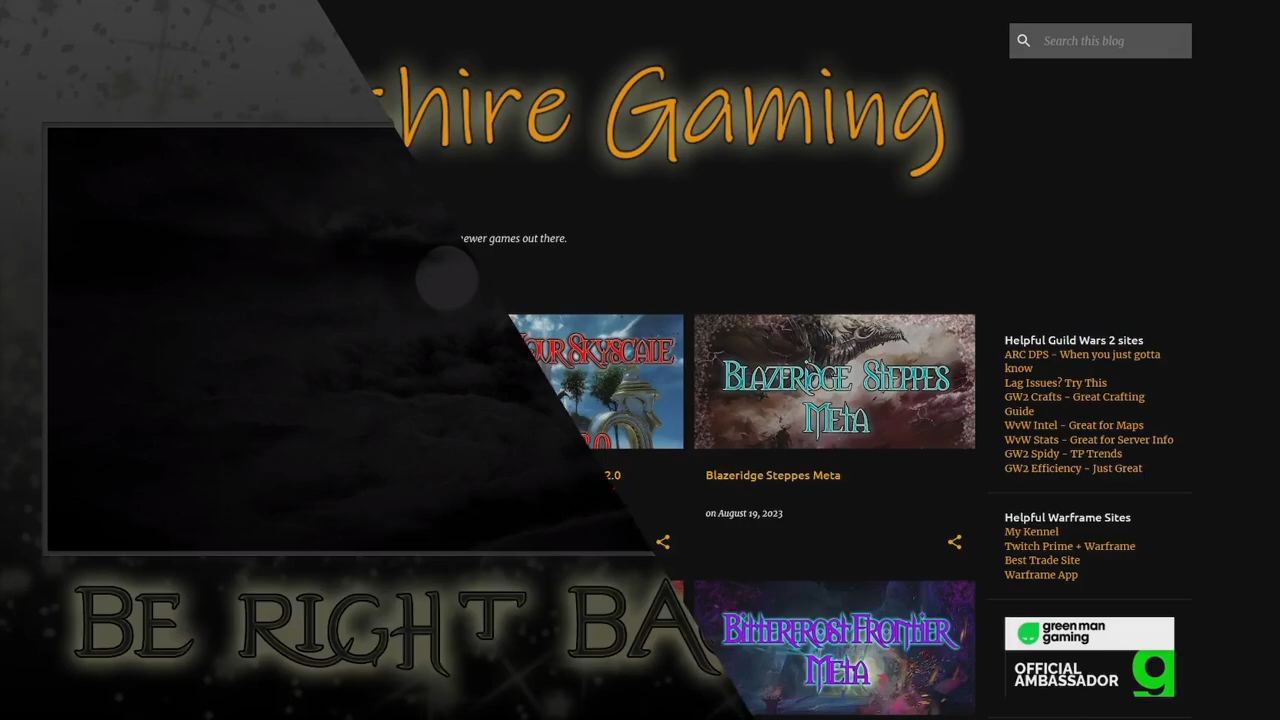 Search this blog
hire Gaming
ewer games out there.
OUR SKYSCALE
2.0
BLAZERIDGE STEPPES
META
Helpful Guild Wars 2 sites
ARC DPS - When you just gotta
know
Lag Issues? Try This
GW2 Crafts - Great Crafting
Guide
WvW Intel - Great for Maps
WvW Stats - Great for Server Info
GW2 Spidy - TP Trends
GW2 Efficiency - Just Great
2.0
Blazeridge Steppes Meta
on August 19, 2023
Helpful Warframe Sites
My Kennel
Twitch Prime + Warframe
Best Trade Site
Warframe App
BE RIGHT BA
BITTERFROST FRONTIER
META
green man
gaming
OFFICIAL
AMBASSADOR
g